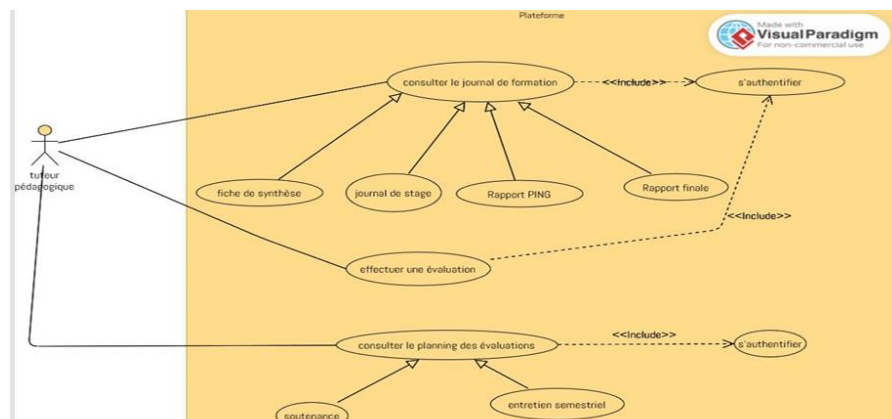 Plateforme
Made with
Visual Paradigm
For non-commercial use
consulter le journal de formation
<<Include>>
s'authentifier
tuteur
pédagogique
fiche de synthèse
journal de stage
Rapport PING
Rapport finale
<<Include>>
effectuer une évaluation
<<Include>>
consulter le planning des évaluations
s'authentifier
soutenance
entretien semestriel